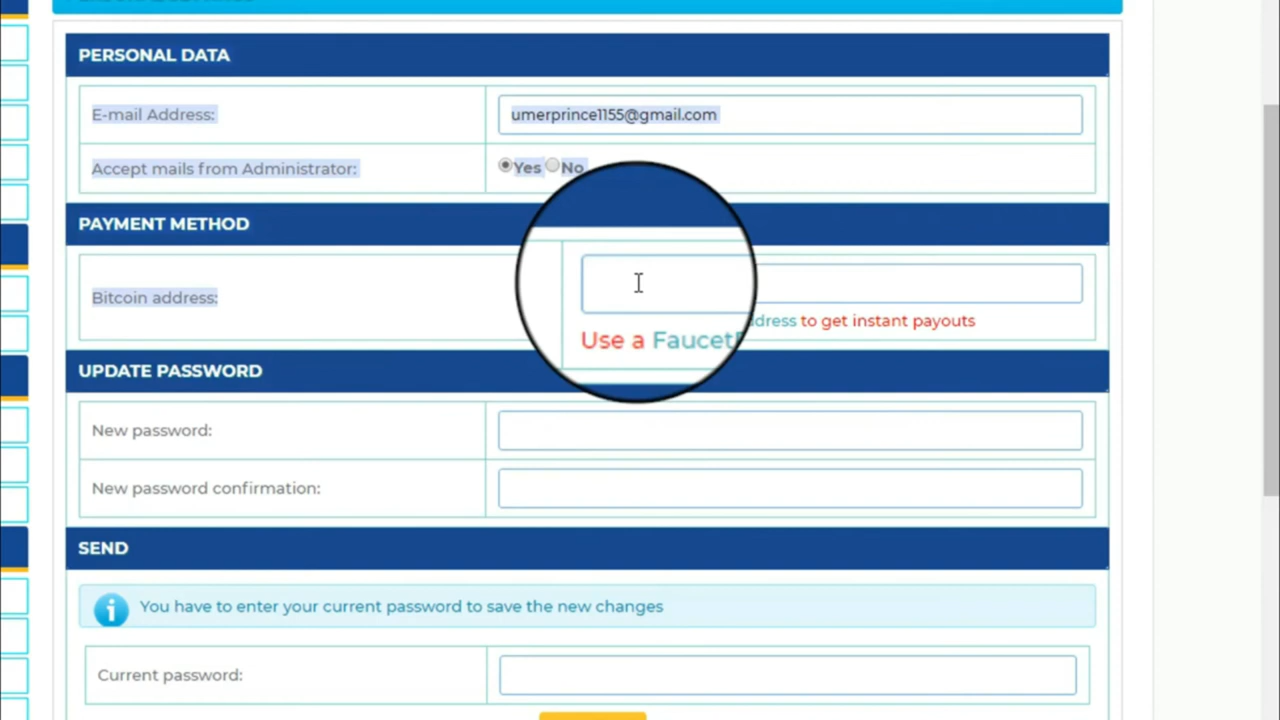 PERSONAL DATA
E-mail Address:
umerprince1155@gmail.com
Accept mails from Administrator:
Yes No
PAYMENT METHOD
Bitcoin address:
Use a to get instant payouts
UPDATE PASSWORD
New password:
New password confirmation:
SEND
You have to enter your current password to save the new changes
Current password: